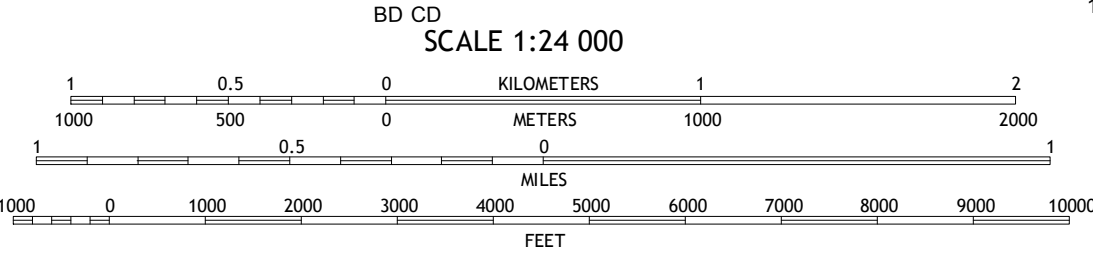 BD CD
SCALE 1:24 000
1 0.5 0 KILOMETERS 1 2
1000 500 0 METERS 1000 2000
1 0.5 0 1
MILES
1000 0 1000 2000 3000 4000 5000 6000 7000 8000 9000 10000
FEET